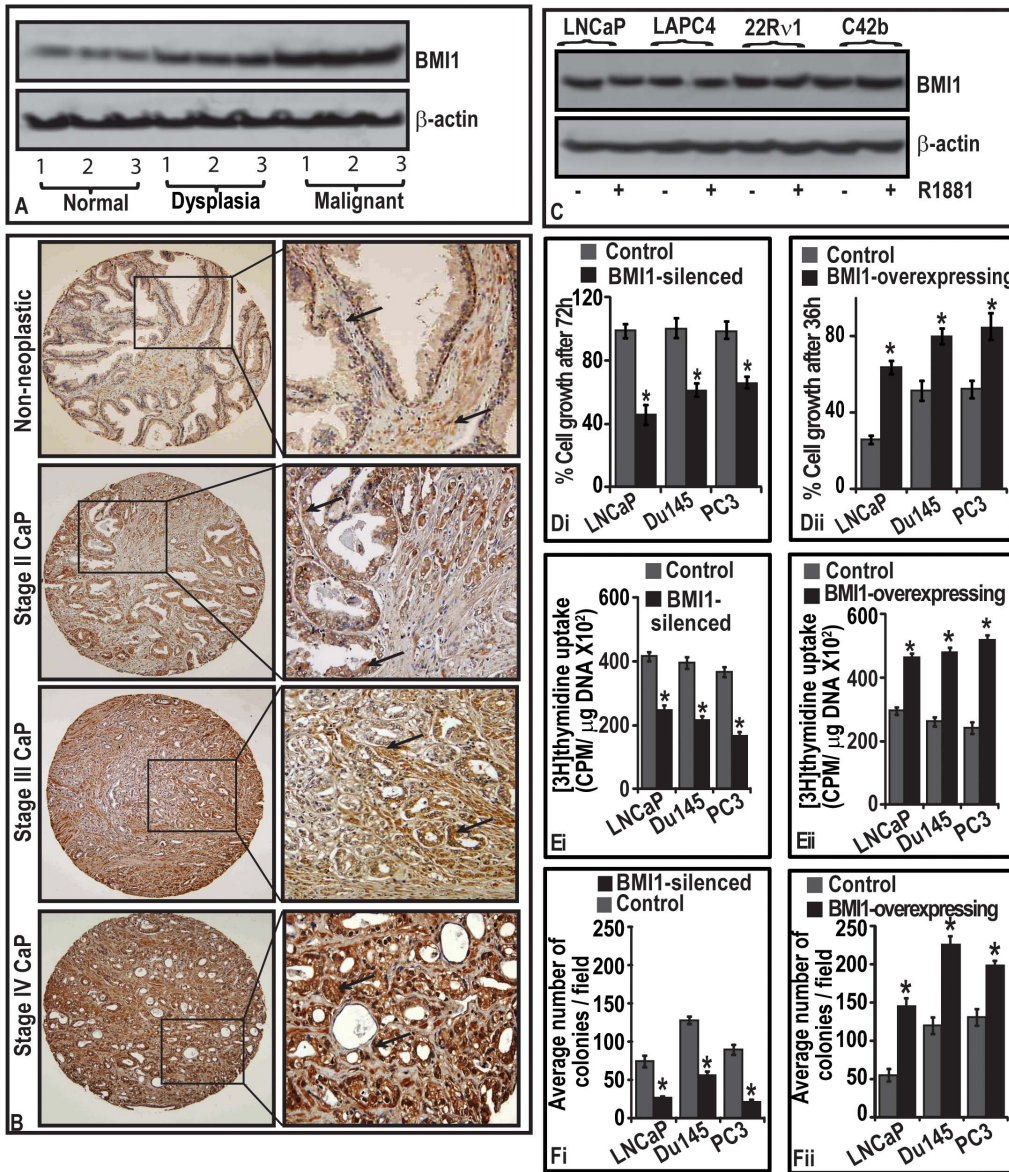 BMI1
β-actin
1 2 3 1 2 3 1 2 3
Normal Dysplasia Malignant
A
LNCaP LAPC4 22Rν1 C42b
BMI1
β-actin
- + - + - + - + R1881
C
Non-neoplastic
Stage II CaP
Stage III CaP
Stage IV CaP
B
Control
BMI1-silenced
% Cell growth after 72h
120
80
40
0
* * *
LNCaP Du145 PC3
Di
Control
BMI1-overexpressing
% Cell growth after 36h
120
80
40
0
* * *
LNCaP Du145 PC3
Dii
Control
BMI1-
silenced
[3H]thymidine uptake
(CPM/ μg DNA X10²)
600
400
200
0
* * *
LNCaP Du145 PC3
Ei
Control
BMI1-overexpressing
[3H]thymidine uptake
(CPM/ μg DNA X10²)
600
400
200
0
* * *
LNCaP Du145 PC3
Eii
BMI1-silenced
Control
Average number of
colonies / field
250
200
150
100
50
0
* * *
LNCaP Du145 PC3
Fi
Control
BMI1-overexpressing
Average number of
colonies / field
250
200
150
100
50
0
* * *
LNCaP Du145 PC3
Fii